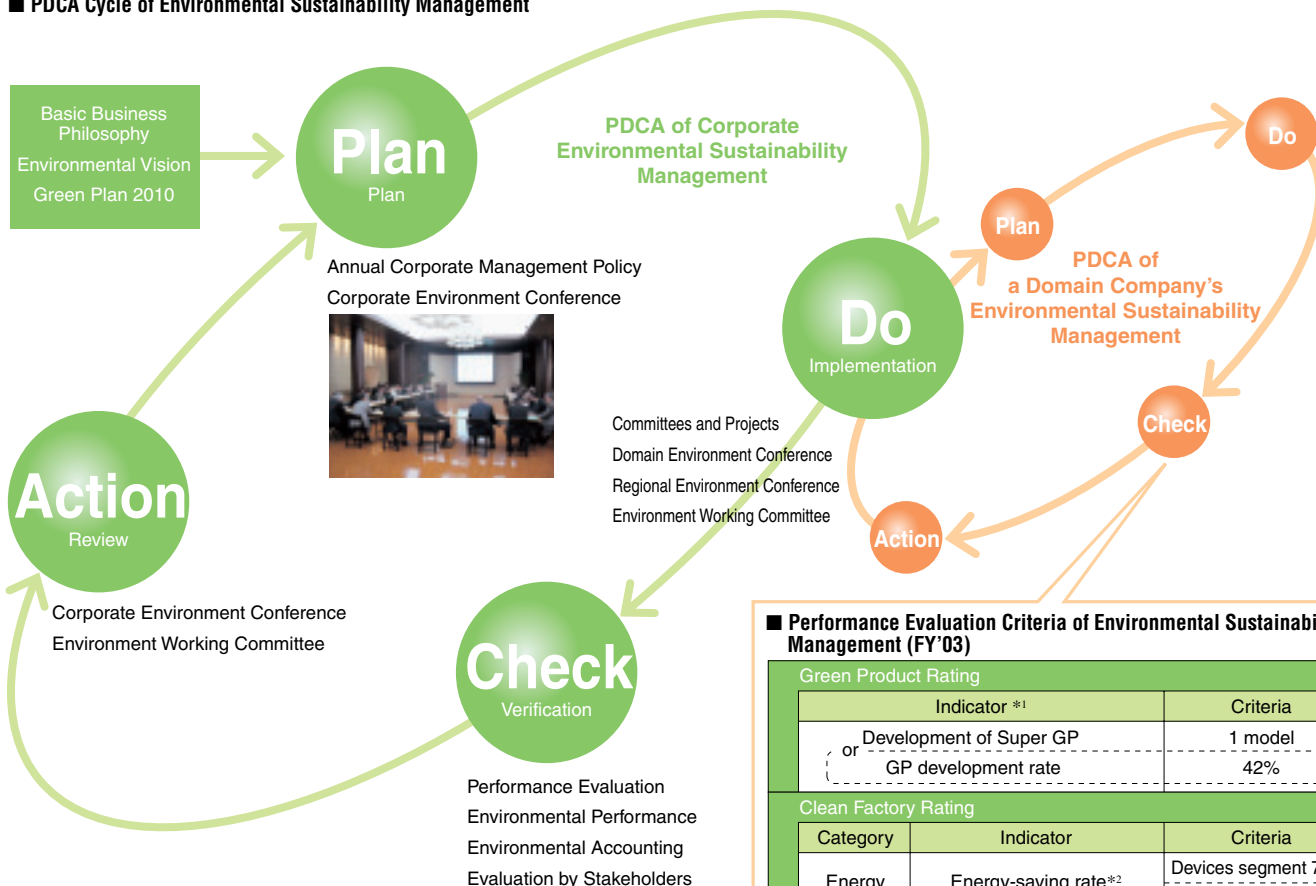 ■ PDCA Cycle of Environmental Sustainability Management
Basic Business
Philosophy
Environmental Vision
Green Plan 2010
Plan
Plan
PDCA of Corporate
Environmental Sustainability
Management
Annual Corporate Management Policy
Corporate Environment Conference
Do
Implementation
Committees and Projects
Domain Environment Conference
Regional Environment Conference
Environment Working Committee
Plan
Do
PDCA of
a Domain Company's
Environmental Sustainability
Management
Check
Action
Action
Review
Corporate Environment Conference
Environment Working Committee
Check
Verification
Performance Evaluation
Environmental Performance
Environmental Accounting
Evaluation by Stakeholders
■ Performance Evaluation Criteria of Environmental
Management (FY'03)
Green Product Rating
Indicator *1 Criteria
or Development of Super GP 1 model
GP development rate 42%
Clean Factory Rating
Category Indicator Criteria
Devices segment
Energy Energy-saving rate*2